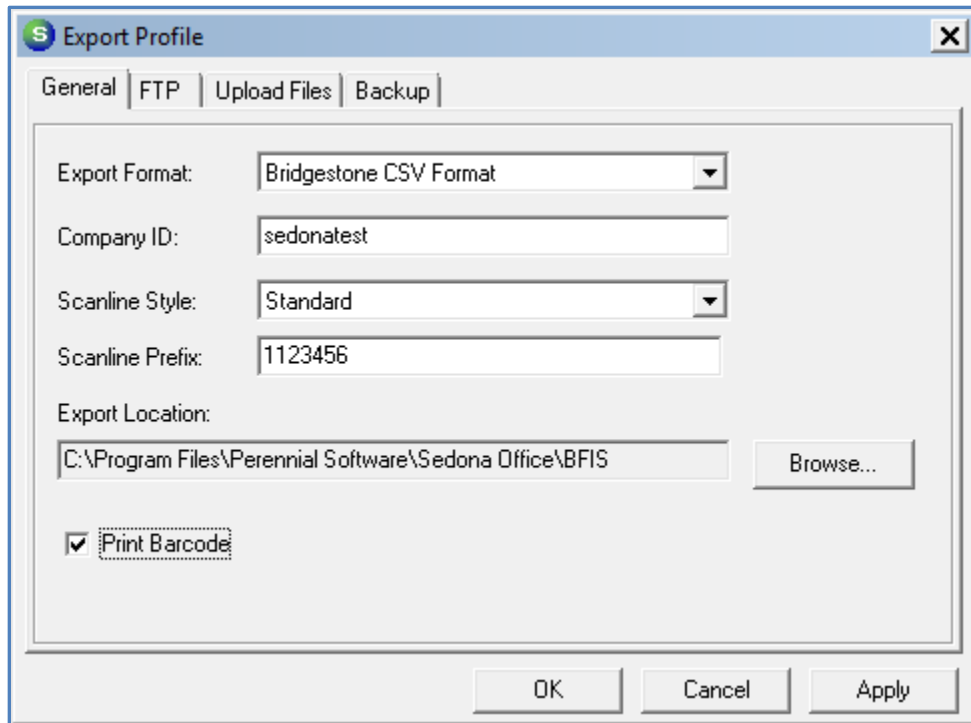 S Export Profile
General FTP Upload Files Backup
Export Format: Bridgestone CSV Format
Company ID: sedonatest
Scanline Style: Standard
Scanline Prefix: 1123456
Export Location:
C:\Program Files\Perennial Software\Sedona Office\BFIS Browse...
Print Barcode
OK Cancel Apply